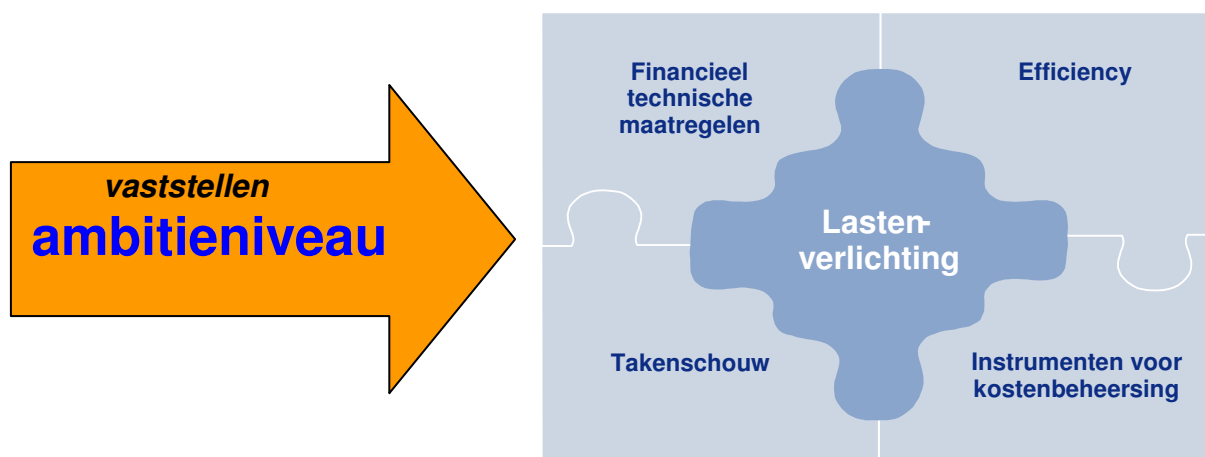 vaststellen
ambitieniveau
Financieel
technische
maatregelen
Efficiency
Lasten-
verlichting
Takenschouw
Instrumenten voor
kostenbeheersing